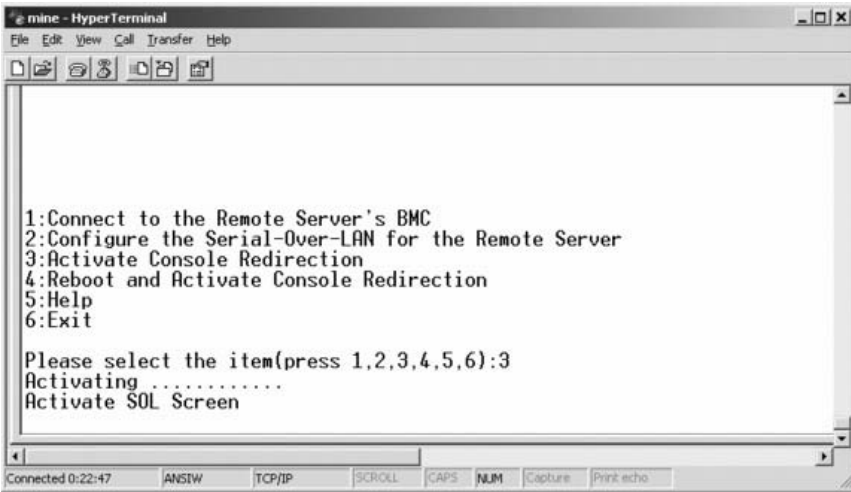 mine - HyperTerminal
File Edit View Call Transfer Help
1:Connect to the Remote Server's BMC
2:Configure the Serial-Over-LAN for the Remote Server
3:Activate Console Redirection
4:Reboot and Activate Console Redirection
5:Help
6:Exit
Please select the item(press 1,2,3,4,5,6):3
Activating ............
Activate SOL Screen
Connected 0:22:47 ANSIW TCP/IP SCROLL CAPS NUM Capture Print echo